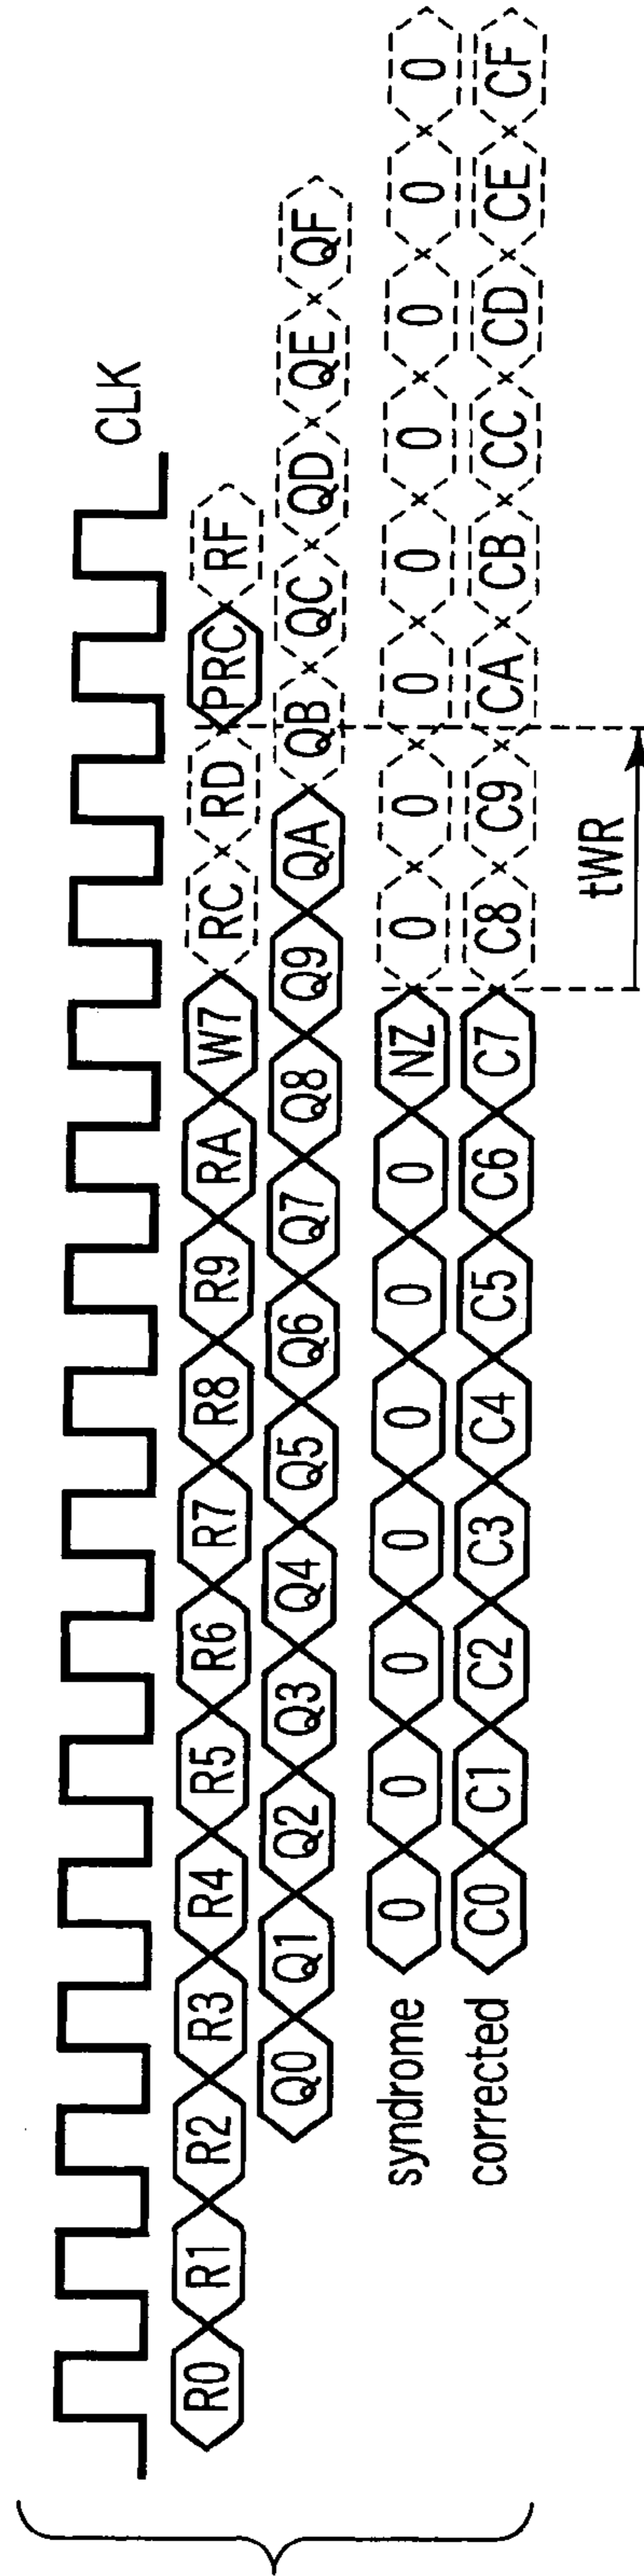 CLK
R0 R1 R2 R3 R4 R5 R6 R7 R8 R9 RA W7 RC RD PRC RF
Q0 Q1 Q2 Q3 Q4 Q5 Q6 Q7 Q8 Q9 QA QB QC QD QE QF
syndrome 0 0 0 0 0 0 0 NZ 0 0 0 0 0 0 0 0
corrected C0 C1 C2 C3 C4 C5 C6 C7 C8 C9 CA CB CC CD CE CF
tWR